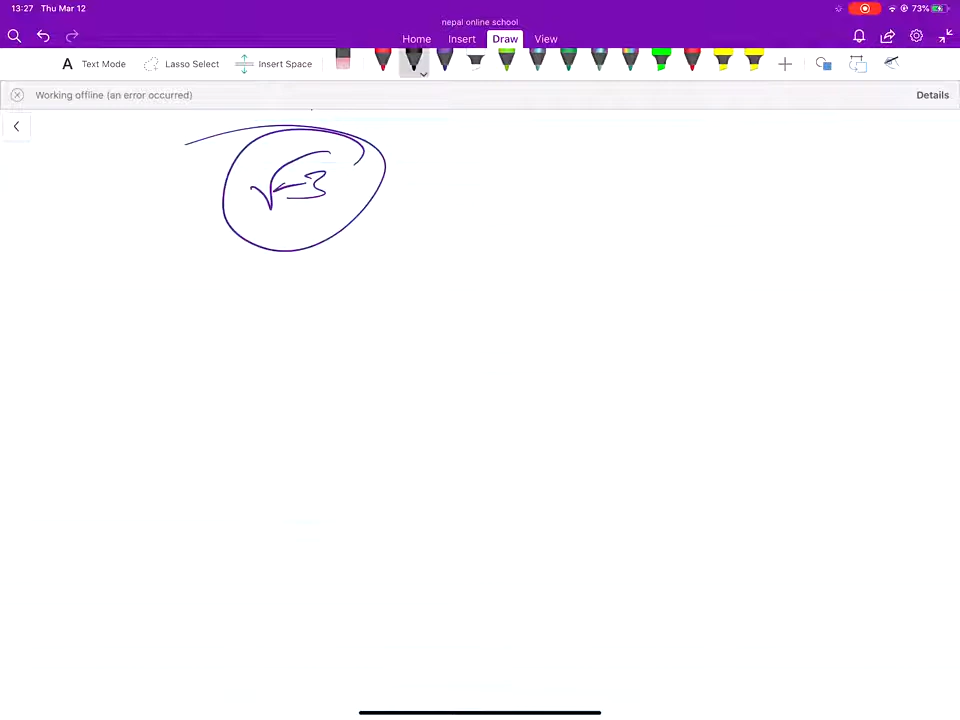 13:27 Thu Mar 12
73%
nepal online school
Home Insert Draw View
A Text Mode Lasso Select Insert Space
Working offline (an error occurred) Details
√-3